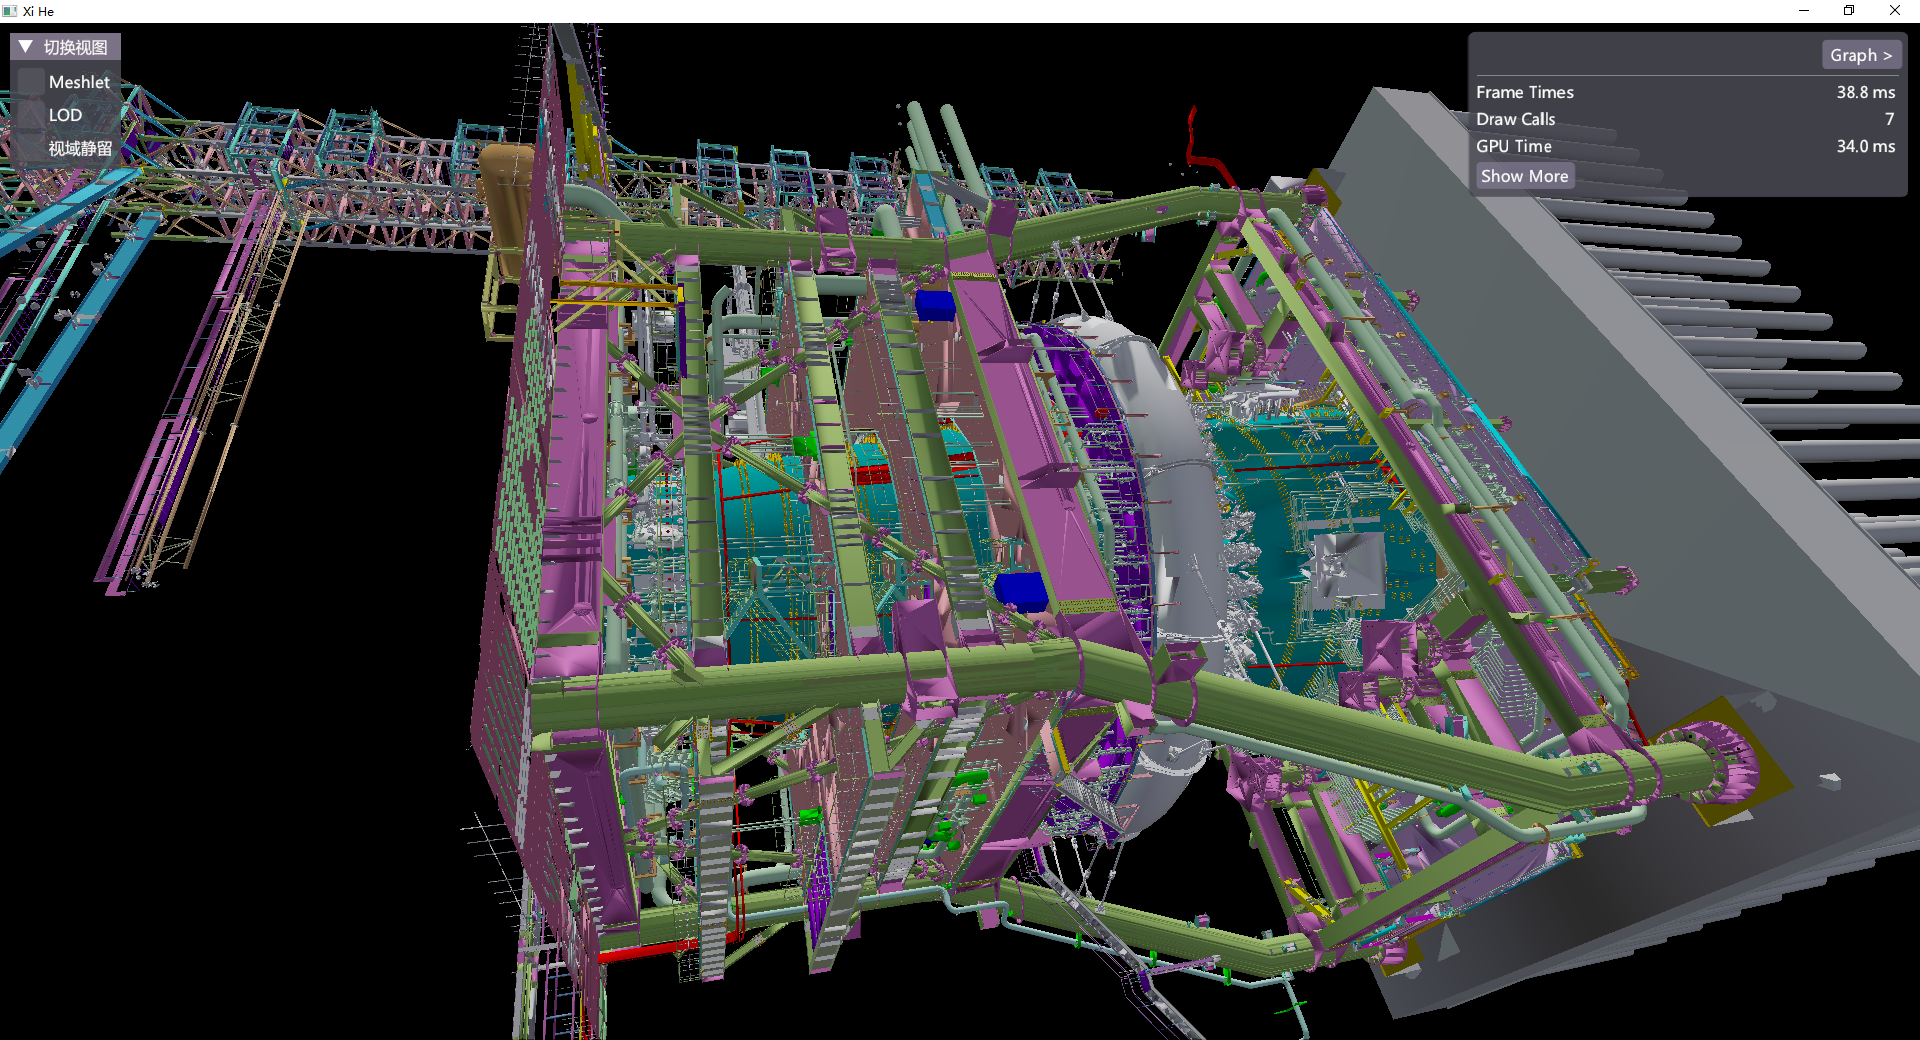 Xi He
切换视图
Meshlet
LOD
视域静留
Graph >
Frame Times 38.8 ms
Draw Calls 7
GPU Time 34.0 ms
Show More